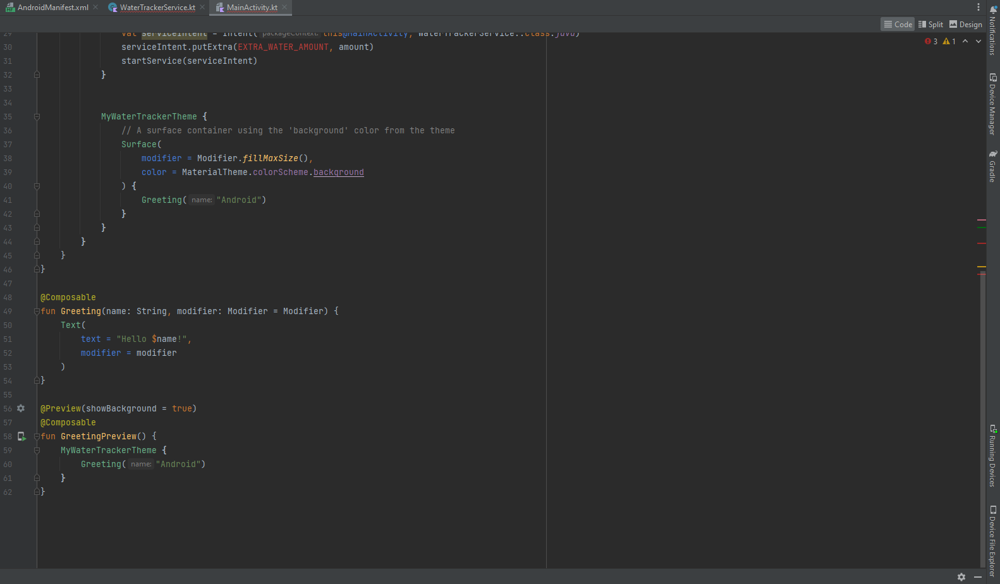 AndroidManifest.xml WaterTrackerService.kt MainActivity.kt
Code Split Design
29 val serviceIntent = Intent( packageContext: this@MainActivity, WaterTrackerService::class.java)
30 serviceIntent.putExtra(EXTRA_WATER_AMOUNT, amount)
3 1
31 startService(serviceIntent)
32 }
33
34
35 MyWaterTrackerTheme {
36 // A surface container using the 'background' color from the theme
37 Surface(
38 modifier = Modifier.fillMaxSize(),
39 color = MaterialTheme.colorScheme.background
40 ) {
41 Greeting( name: "Android")
42 }
43 }
44 }
45 }
46 }
47
48 @Composable
49 fun Greeting(name: String, modifier: Modifier = Modifier) {
50 Text(
51 text = "Hello $name!",
52 modifier = modifier
53 )
54 }
55
56 @Preview(showBackground = true)
57 @Composable
58 fun GreetingPreview() {
59 MyWaterTrackerTheme {
60 Greeting( name: "Android")
61 }
62 }
Notifications
Device Manager
Gradle
Running Devices
Device File Explorer